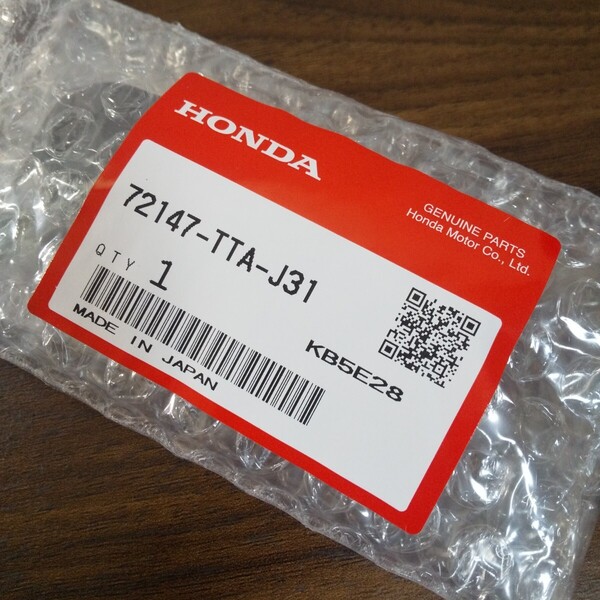 HONDA
GENUINE PARTS
Honda Motor Co., Ltd.
72147-TTA-J31
QTY 1
KB5E28
MADE IN JAPAN